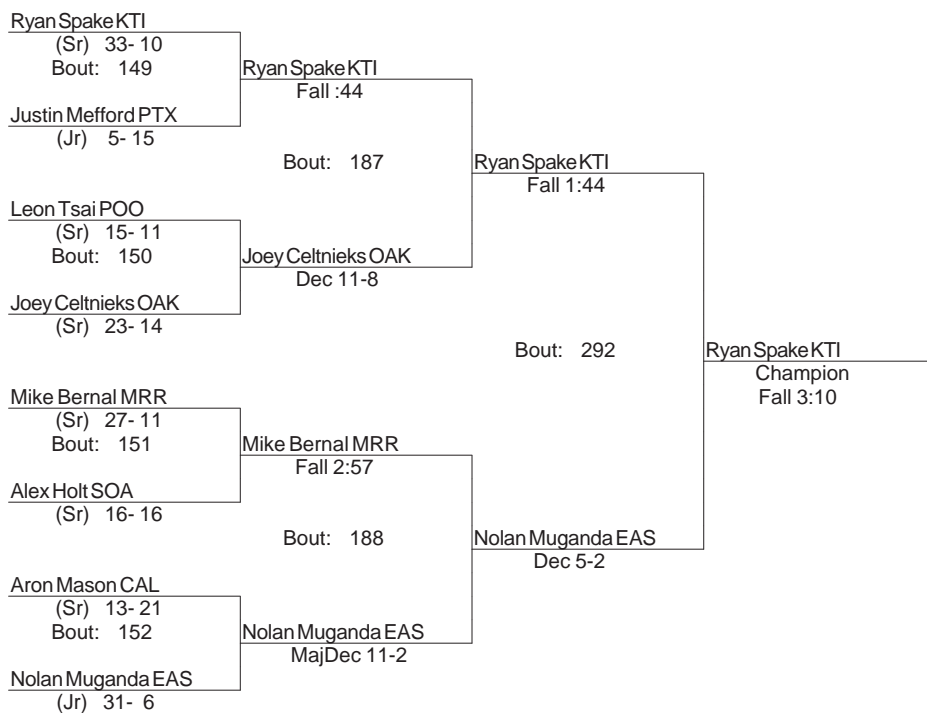 Ryan Spake KTI
(Sr) 33- 10
Bout: 149
Justin Mefford PTX
(Jr) 5- 15
Leon Tsai POO
(Sr) 15- 11
Bout: 150
Joey Celtnieks OAK
(Sr) 23- 14
Mike Bernal MRR
(Sr) 27- 11
Bout: 151
Alex Holt SOA
(Sr) 16- 16
Aron Mason CAL
(Sr) 13- 21
Bout: 152
Nolan Muganda EAS
(Jr) 31- 6
Ryan Spake KTI
Fall :44
Bout: 187
Joey Celtnieks OAK
Dec 11-8
Mike Bernal MRR
Fall 2:57
Bout: 188
Nolan Muganda EAS
MajDec 11-2
Ryan Spake KTI
Fall 1:44
Bout: 292
Nolan Muganda EAS
Dec 5-2
Ryan Spake KTI
Champion
Fall 3:10